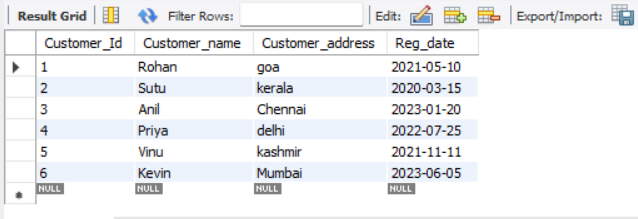 Result Grid Filter Rows: Edit: Export/Import:
Customer_Id Customer_name Customer_address Reg_date
1 Rohan goa 2021-05-10
2 Sutu kerala 2020-03-15
3 Anil Chennai 2023-01-20
4 Priya delhi 2022-07-25
5 Vinu kashmir 2021-11-11
6 Kevin Mumbai 2023-06-05
NULL NULL NULL NULL